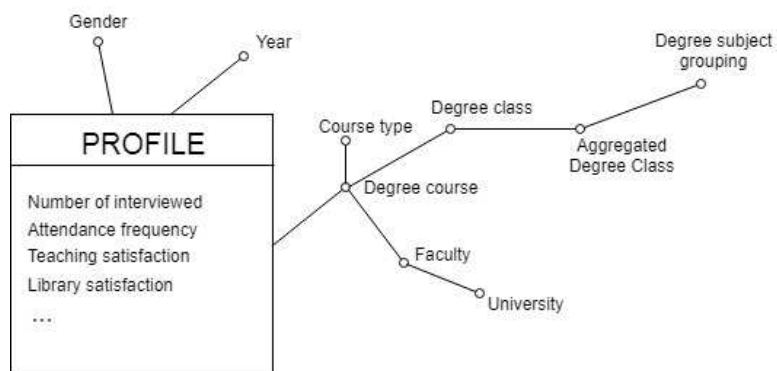 Gender
Year
Degree subject
grouping
PROFILE
Course type
Degree class
Aggregated
Degree Class
Degree course
Number of interviewed
Attendance frequency
Teaching satisfaction
Library satisfaction
...
Faculty
University